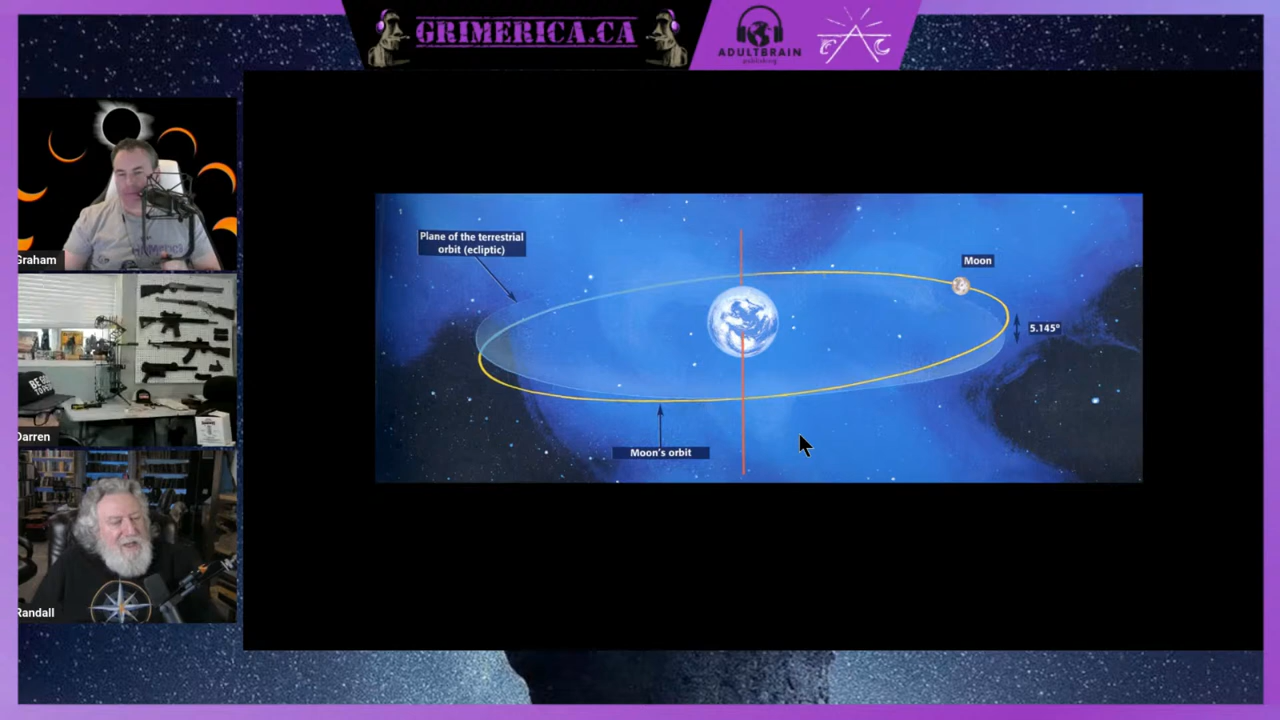 GRIMERICA.CA
ADULTBRAIN
publishing
Graham
Darren
Randall
Plane of the terrestrial
orbit (ecliptic)
Moon
5.145°
Moon's orbit